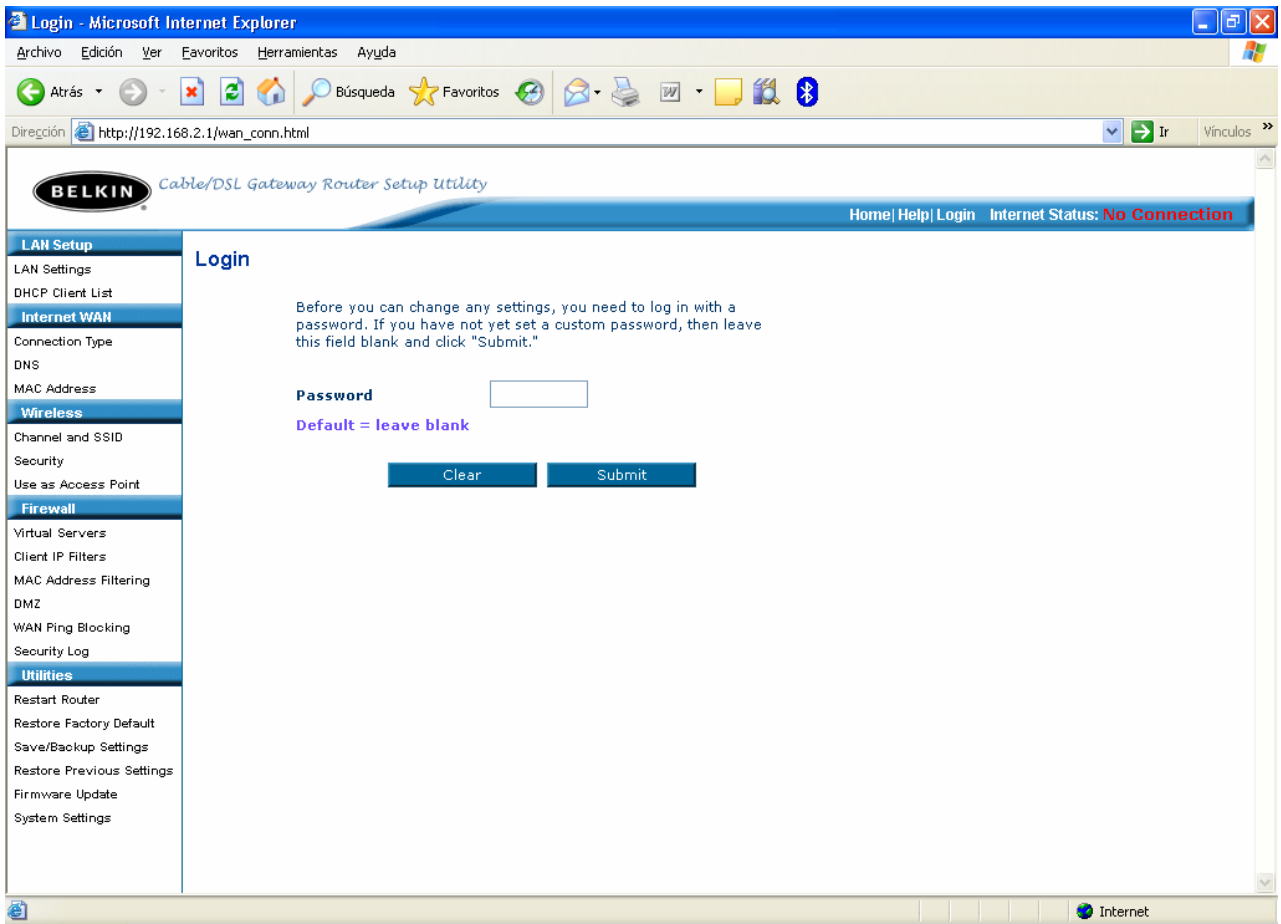 Login - Microsoft Internet Explorer
Archivo Edición Ver Favoritos Herramientas Ayuda
Atrás Búsqueda Favoritos
Dirección http://192.168.2.1/wan_conn.html Ir Vínculos »
BELKIN Cable/DSL Gateway Router Setup Utility
Home| Help| Login Internet Status: No Connection
LAN Setup
LAN Settings
DHCP Client List
Internet WAN
Connection Type
DNS
MAC Address
Wireless
Channel and SSID
Security
Use as Access Point
Firewall
Virtual Servers
Client IP Filters
MAC Address Filtering
DMZ
WAN Ping Blocking
Security Log
Utilities
Restart Router
Restore Factory Default
Save/Backup Settings
Restore Previous Settings
Firmware Update
System Settings
Login
Before you can change any settings, you need to log in with a
password. If you have not yet set a custom password, then leave
this field blank and click "Submit."
Password
Default = leave blank
Clear Submit
Internet